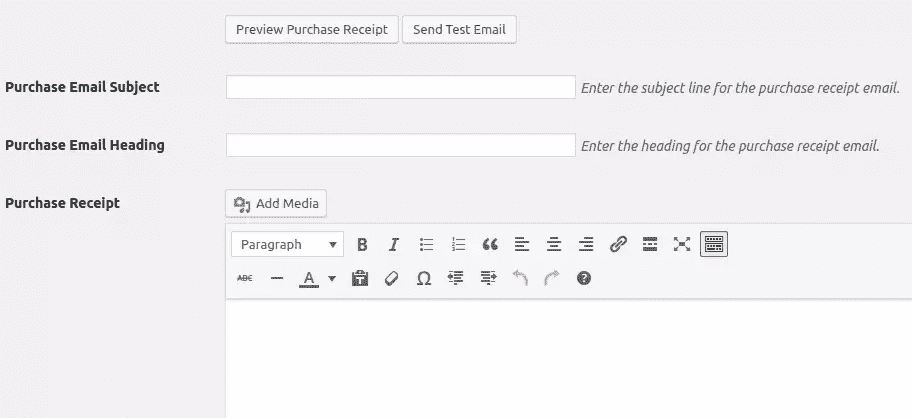 Preview Purchase Receipt Send Test Email
Purchase Email Subject Enter the subject line for the purchase receipt email.
Purchase Email Heading Enter the heading for the purchase receipt email.
Purchase Receipt Add Media
Paragraph B I
ABC A Ω